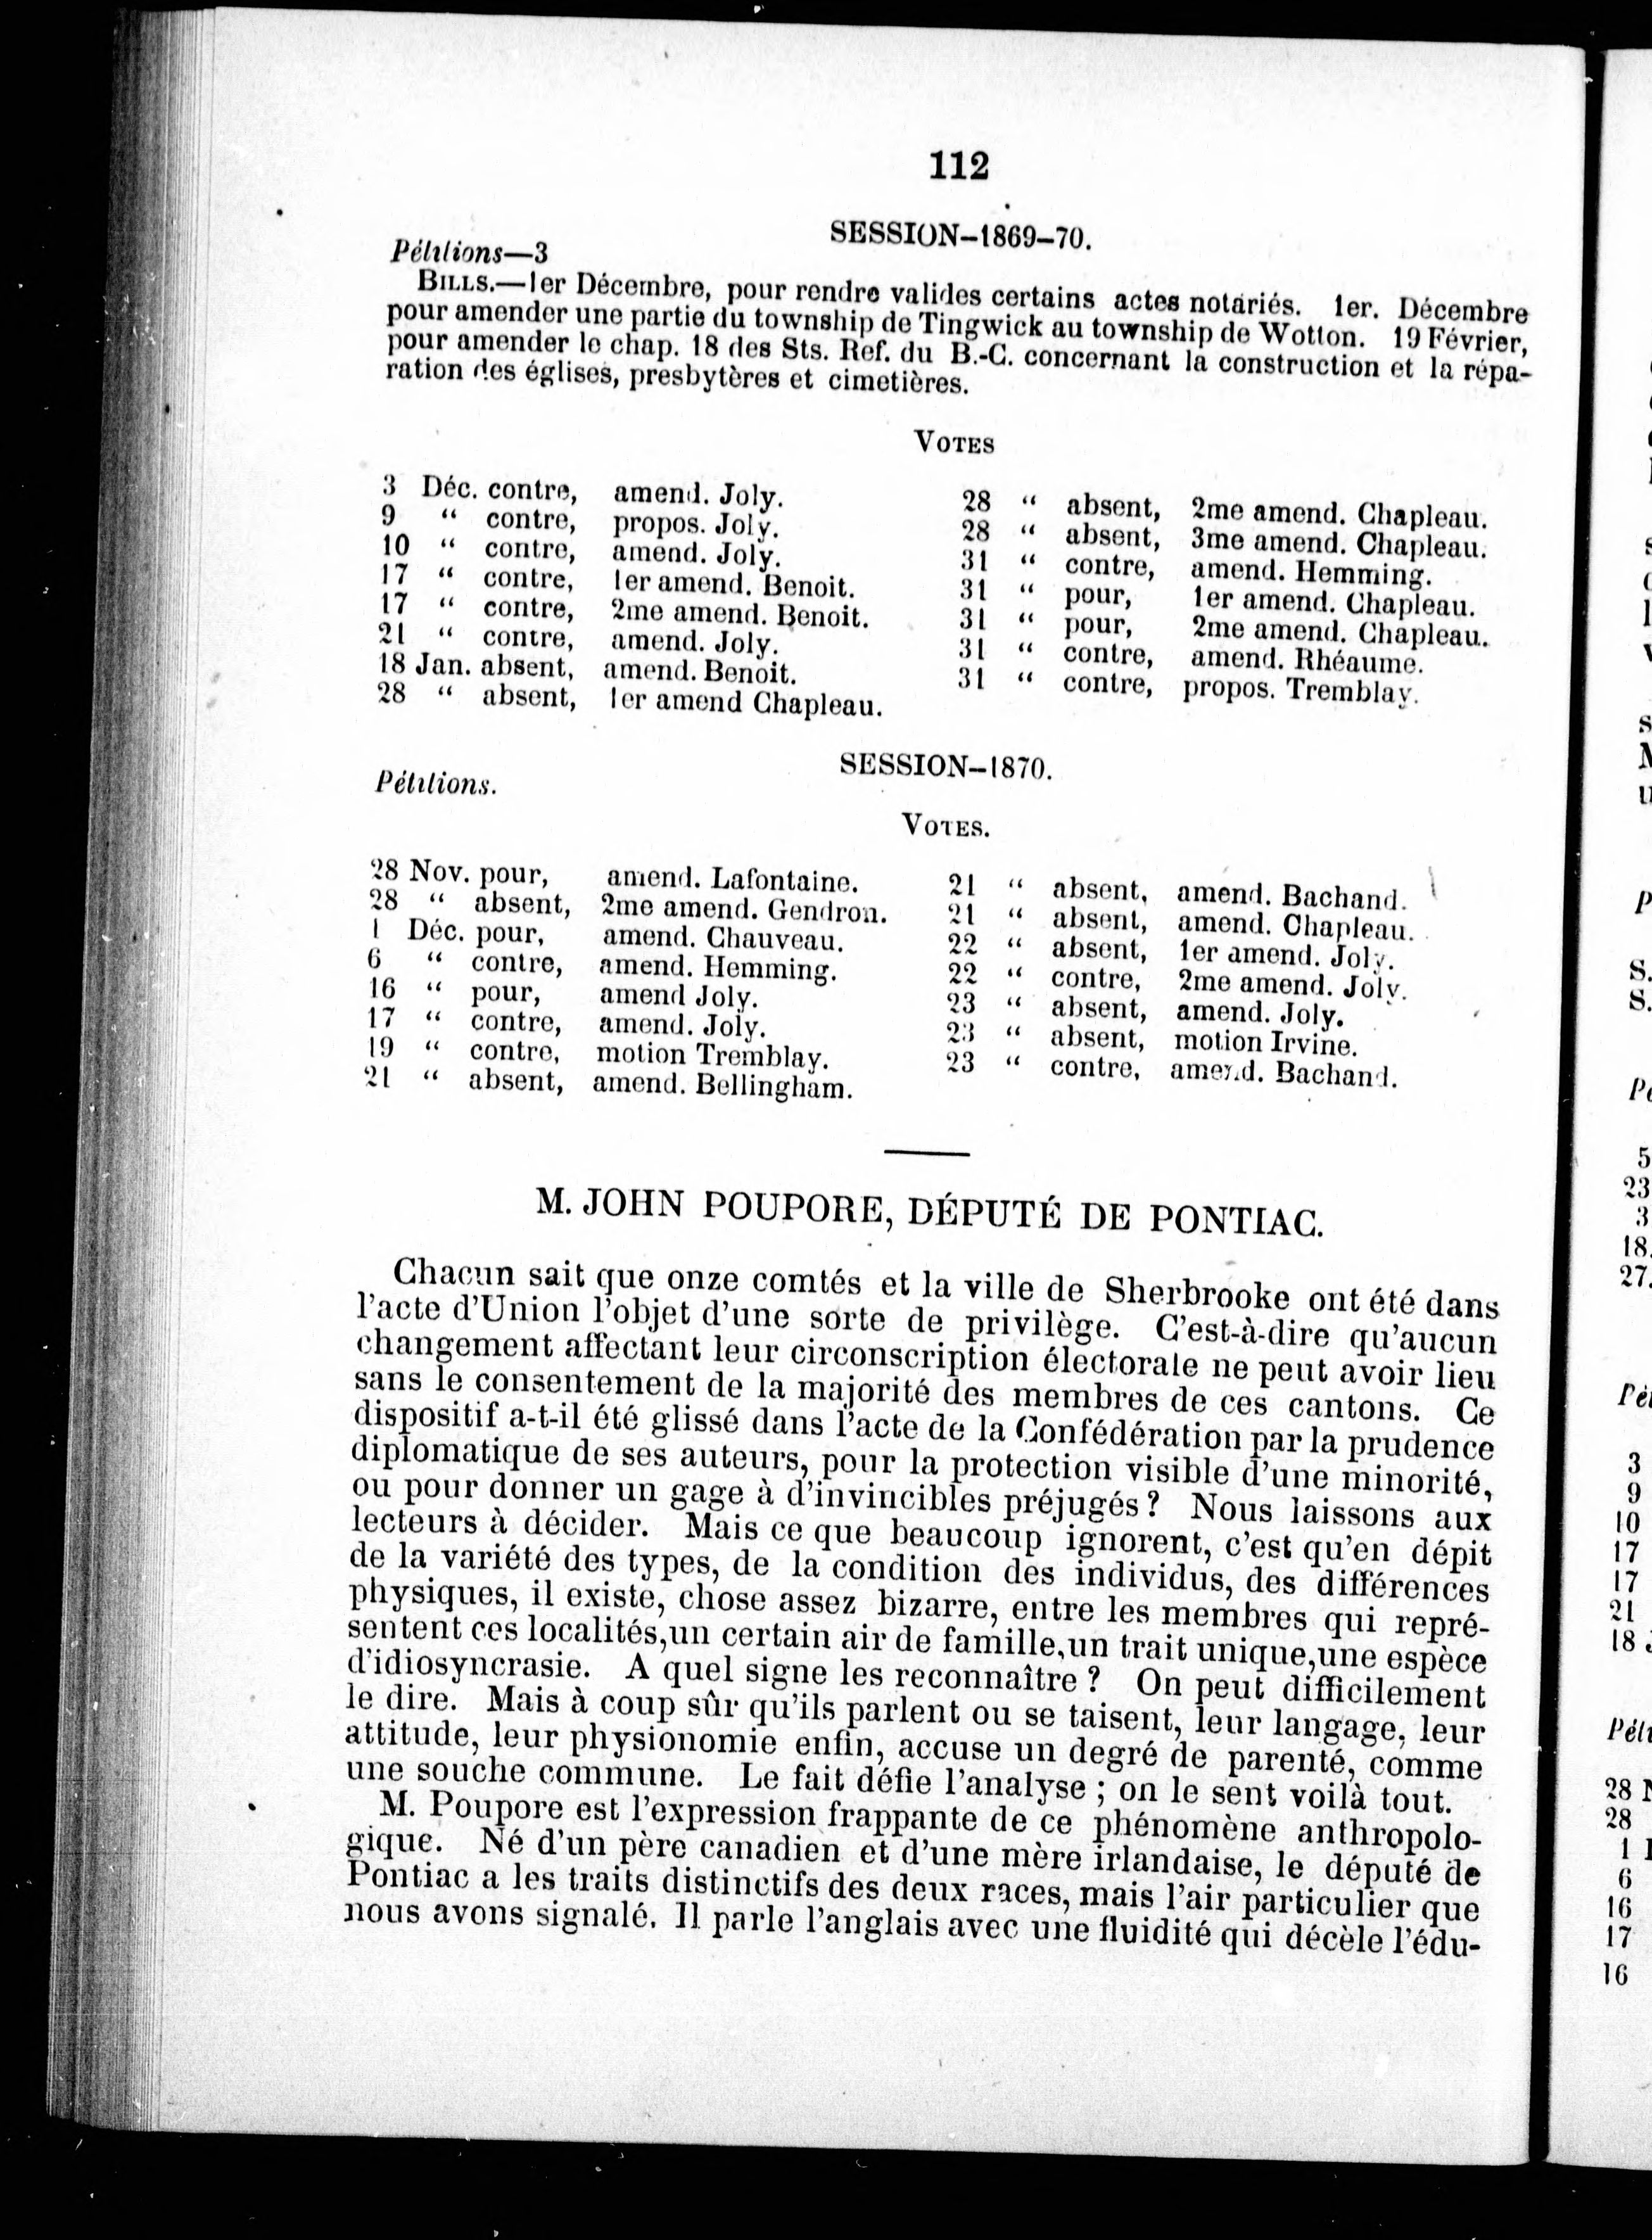 112
SESSION-1869-70.
Pétitions—3
BILLS.—1er Décembre, pour rendre valides certains actes notariés. 1er. Décembre
pour amender une partie du township de Tingwick au township de Wotton. 19 Février,
pour amender le chap. 18 des Sts. Ref. du B.-C. concernant la construction et la répa-
ration des églises, presbytères et cimetières.
VOTES
3 Déc. contre, amend. Joly.
9 “ contre, propos. Joly.
10 “ contre, amend. Joly.
17 “ contre, 1er amend. Benoit.
17 “ contre, 2me amend. Benoit.
21 “ contre, amend. Joly.
18 Jan. absent, amend. Benoit.
28 “ absent, 1er amend Chapleau.
28 “ absent, 2me amend. Chapleau.
28 “ absent, 3me amend. Chapleau.
31 “ contre, amend. Hemming.
31 “ pour, 1er amend. Chapleau.
31 “ pour, 2me amend. Chapleau.
31 “ contre, amend. Rhéaume.
31 “ contre, propos. Tremblay.
SESSION-1870.
Pétitions.
VOTES.
28 Nov. pour, amend. Lafontaine.
28 “ absent, 2me amend. Gendron.
1 Déc. pour, amend. Chauveau.
6 “ contre, amend. Hemming.
16 “ pour, amend Joly.
17 “ contre, amend. Joly.
19 “ contre, motion Tremblay.
21 “ absent, amend. Bellingham.
21 “ absent, amend. Bachand.
21 “ absent, amend. Chapleau.
22 “ absent, 1er amend. Joly.
22 “ contre, 2me amend. Joly.
23 “ absent, amend. Joly.
23 “ absent, motion Irvine.
23 “ contre, amend. Bachand.
M. JOHN POUPORE, DÉPUTÉ DE PONTIAC.
Chacun sait que onze comtés et la ville de Sherbrooke ont été dans
l'acte d'Union l'objet d'une sorte de privilège. C'est-à-dire qu'aucun
changement affectant leur circonscription électorale ne peut avoir lieu
sans le consentement de la majorité des membres de ces cantons. Ce
dispositif a-t-il été glissé dans l'acte de la Confédération par la prudence
diplomatique de ses auteurs, pour la protection visible d'une minorité,
ou pour donner un gage à d'invincibles préjugés ? Nous laissons aux
lecteurs à décider. Mais ce que beaucoup ignorent, c'est qu'en dépit
de la variété des types, de la condition des individus, des différences
physiques, il existe, chose assez bizarre, entre les membres qui repré-
sentent ces localités,un certain air de famille,un trait unique,une espèce
d'idiosyncrasie. A quel signe les reconnaître ? On peut difficilement
le dire. Mais à coup sûr qu'ils parlent ou se taisent, leur langage, leur
attitude, leur physionomie enfin, accuse un degré de parenté, comme
une souche commune. Le fait défie l'analyse ; on le sent voilà tout.
M. Poupore est l'expression frappante de ce phénomène anthropolo-
gique. Né d'un père canadien et d'une mère irlandaise, le député de
Pontiac a les traits distinctifs des deux races, mais l'air particulier que
nous avons signalé. Il parle l'anglais avec une fluidité qui décèle l'édu-
5
23
3
18.
27.
3
9
10
17
17
21
18
28
28
1
6
16
17
16